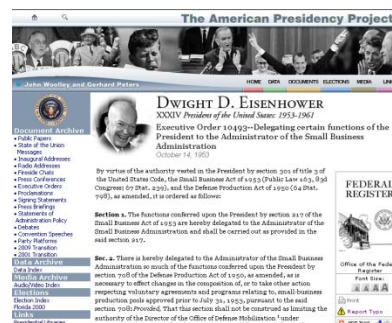 The American Presidency Project
John Woolley and Gerhard Peters
HOME DATA DOCUMENTS ELECTIONS MEDIA LINKS
Document Archive
• Public Papers
• State of the Union
Messages
• Inaugural Addresses
• Radio Addresses
• Fireside Chats
• Press Conferences
• Executive Orders
• Proclamations
• Signing Statements
• Press Briefings
• Statements of
Administration Policy
• Debates
• Convention Speeches
• Party Platforms
• 2009 Transition
• 2001 Transition
Data Archive
Data Index
Media Archive
Audio/Video Index
Elections
Election Index
Florida 2000
Links
Presidential Libraries
DWIGHT D. EISENHOWER
XXXIV President of the United States: 1953-1961
Executive Order 10493--Delegating certain functions of the
President to the Administrator of the Small Business
Administration
October 14, 1953
By virtue of the authority vested in the President by section 301 of title 3 of
the United States Code, the Small Business Act of 1953 (Public Law 163, 83d
Congress; 67 Stat. 239), and the Defense Production Act of 1950 (64 Stat.
798), as amended, it is ordered as follows:
Section 1. The functions conferred upon the President by section 217 of the
Small Business Act of 1953 are hereby delegated to the Administrator of the
Small Business Administration and shall be carried out as provided in the
said section 217.
Sec. 2. There is hereby delegated to the Administrator of the Small Business
Administration so much of the functions conferred upon the President by
section 708 of the Defense Production Act of 1950, as amended, as is
necessary to effect changes in the composition of, or to take other action
respecting voluntary agreements and programs relating to, small-business
production pools approved prior to July 31, 1953, pursuant to the said
section 708: Provided, That this section shall not be construed as limiting the
authority of the Director of the Office of Defense Mobilization under
FEDERAL
REGISTER
Office of the Federal
Register
Font Size:
A A A A A
Print
Report Typo